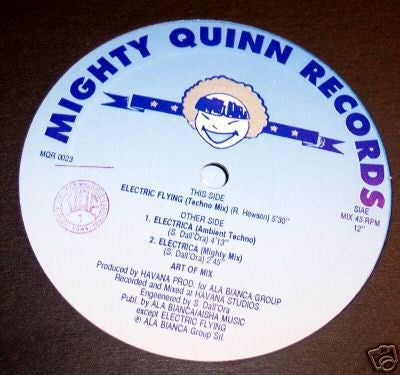 MIGHTY QUINN RECORDS
MQR 0023
THIS SIDE
ELECTRIC FLYING (Techno Mix) (R. Hewson) 5'30"
OTHER SIDE
1. ELECTRICA (Ambient Techno)
(S. Dall'Ora) 4'13"
2. ELECTRICA (Mighty Mix)
(S. Dall'Ora) 2'45"
ART OF MIX
SIAE
MIX 45 RPM
12"
Produced by HAVANA PROD. for ALA BIANCA GROUP
Recorded and Mixed at HAVANA STUDIOS
Engeneered by S. Dall'Ora
Publ. by ALA BIANCA/AISHA MUSIC
except ELECTRIC FLYING
℗ ALA BIANCA Group Srl.
eb